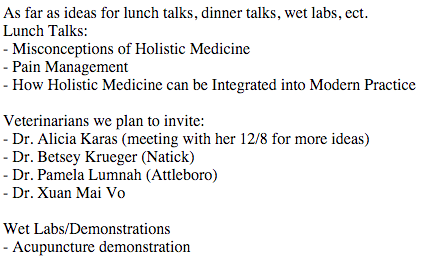 As far as ideas for lunch talks, dinner talks, wet labs, ect.
Lunch Talks:
- Misconceptions of Holistic Medicine
- Pain Management
- How Holistic Medicine can be Integrated into Modern Practice
Veterinarians we plan to invite:
- Dr. Alicia Karas (meeting with her 12/8 for more ideas)
- Dr. Betsey Krueger (Natick)
- Dr. Pamela Lumnah (Attleboro)
- Dr. Xuan Mai Vo
Wet Labs/Demonstrations
- Acupuncture demonstration